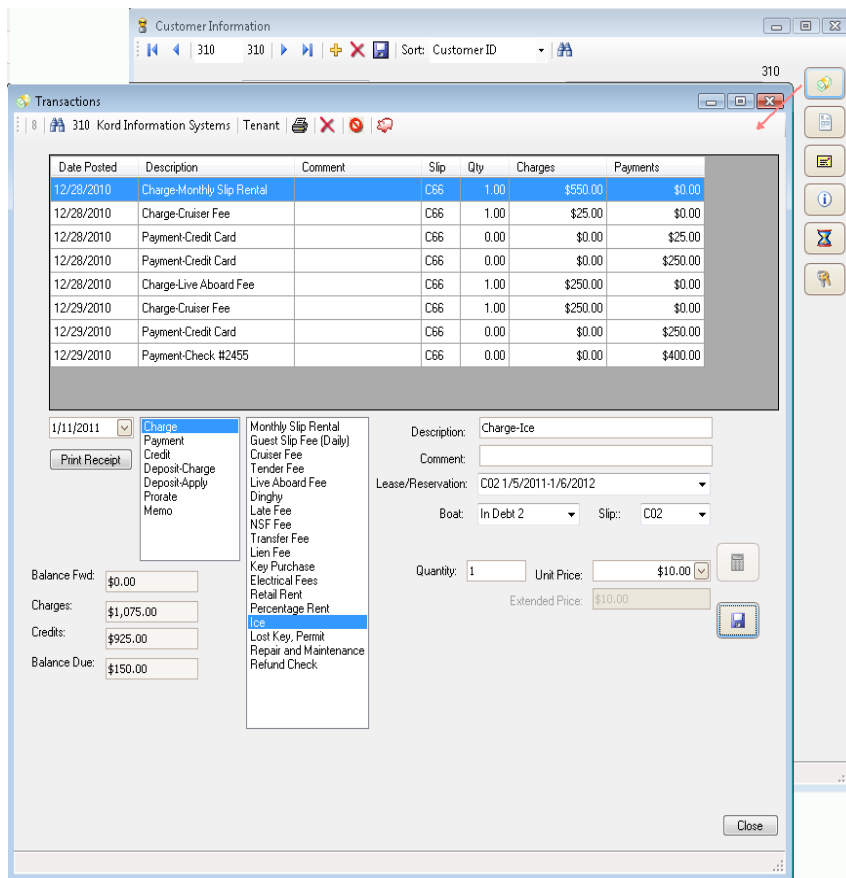 Customer Information
310 310 Sort: Customer ID
310
Transactions
8 310 Kord Information Systems Tenant
Date Posted Description Comment Slip Qty Charges Payments
12/28/2010 Charge-Monthly Slip Rental C66 1.00 $550.00 $0.00
12/28/2010 Charge-Cruiser Fee C66 1.00 $25.00 $0.00
12/28/2010 Payment-Credit Card C66 0.00 $0.00 $25.00
12/28/2010 Payment-Credit Card C66 0.00 $0.00 $250.00
12/28/2010 Charge-Live Aboard Fee C66 1.00 $250.00 $0.00
12/29/2010 Charge-Cruiser Fee C66 1.00 $250.00 $0.00
12/29/2010 Payment-Credit Card C66 0.00 $0.00 $250.00
12/29/2010 Payment-Check #2455 C66 0.00 $0.00 $400.00
1/11/2011
Print Receipt
Charge
Payment
Credit
Deposit-Charge
Deposit-Apply
Prorate
Memo
Monthly Slip Rental
Guest Slip Fee (Daily)
Cruiser Fee
Tender Fee
Live Aboard Fee
Dinghy
Late Fee
NSF Fee
Transfer Fee
Lien Fee
Key Purchase
Electrical Fees
Retail Rent
Percentage Rent
Ice
Lost Key, Permit
Repair and Maintenance
Refund Check
Description: Charge-Ice
Comment:
Lease/Reservation: C02 1/5/2011-1/6/2012
Boat: In Debt 2 Slip:: C02
Quantity: 1 Unit Price: $10.00
Extended Price: $10.00
Balance Fwd: $0.00
Charges: $1,075.00
Credits: $925.00
Balance Due: $150.00
Close